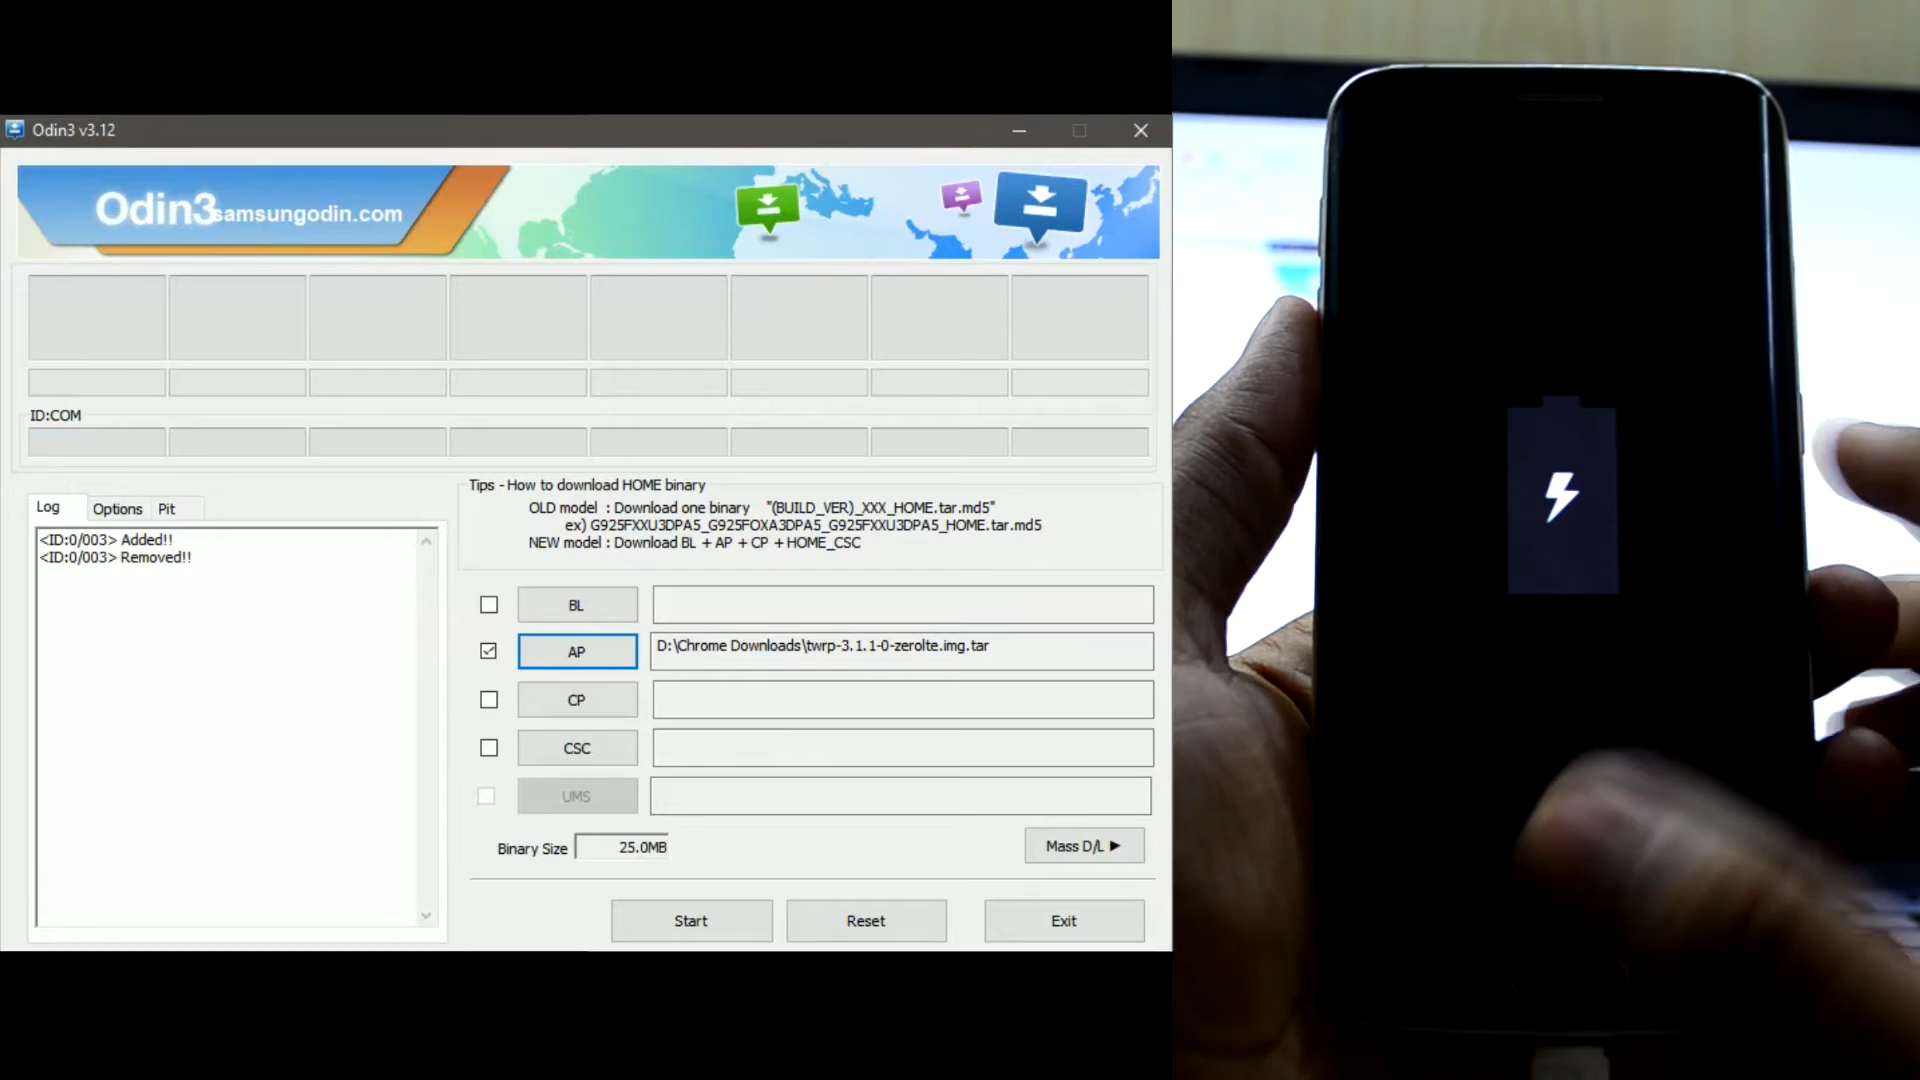 Odin3 v3.12
Odin3 samsungodin.com
ID:COM
Log Options Pit
<ID:0/003> Added!!
<ID:0/003> Removed!!
Tips - How to download HOME binary
OLD model : Download one binary "(BUILD_VER)_XXX_HOME.tar.md5"
ex) G925FXXU3DPA5_G925FOXA3DPA5_G925FXXU3DPA5_HOME.tar.md5
NEW model : Download BL + AP + CP + HOME_CSC
BL
AP D:\Chrome Downloads\twrp-3.1.1-0-zerolte.img.tar
CP
CSC
UMS
Binary Size 25.0MB
Mass D/L ▶
Start Reset Exit